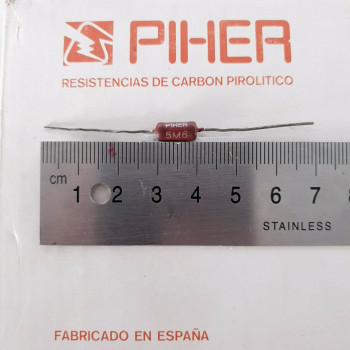 PIHER
RESISTENCIAS DE CARBON PIROLITICO
PIHER
5M6
cm 1 2 3 4 5 6 7 8
STAINLESS
FABRICADO EN ESPAÑA